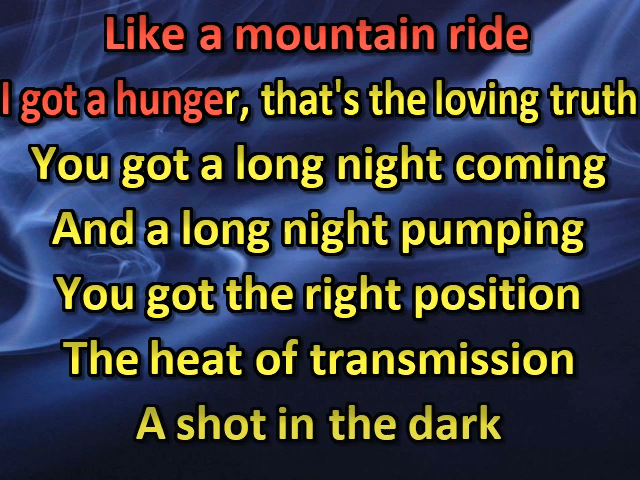 Like a mountain ride
I got a hunger, that's the loving truth
You got a long night coming
And a long night pumping
You got the right position
The heat of transmission
A shot in the dark